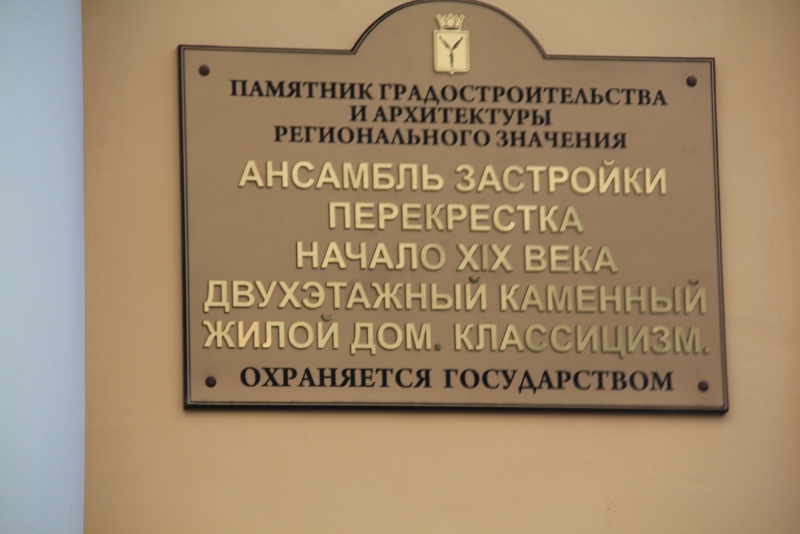 ПАМЯТНИК ГРАДОСТРОИТЕЛЬСТВА
И АРХИТЕКТУРЫ
РЕГИОНАЛЬНОГО ЗНАЧЕНИЯ
АНСАМБЛЬ ЗАСТРОЙКИ
ПЕРЕКРЕСТКА
НАЧАЛО XIX ВЕКА
ДВУХЭТАЖНЫЙ КАМЕННЫЙ
ЖИЛОЙ ДОМ. КЛАССИЦИЗМ.
ОХРАНЯЕТСЯ ГОСУДАРСТВОМ